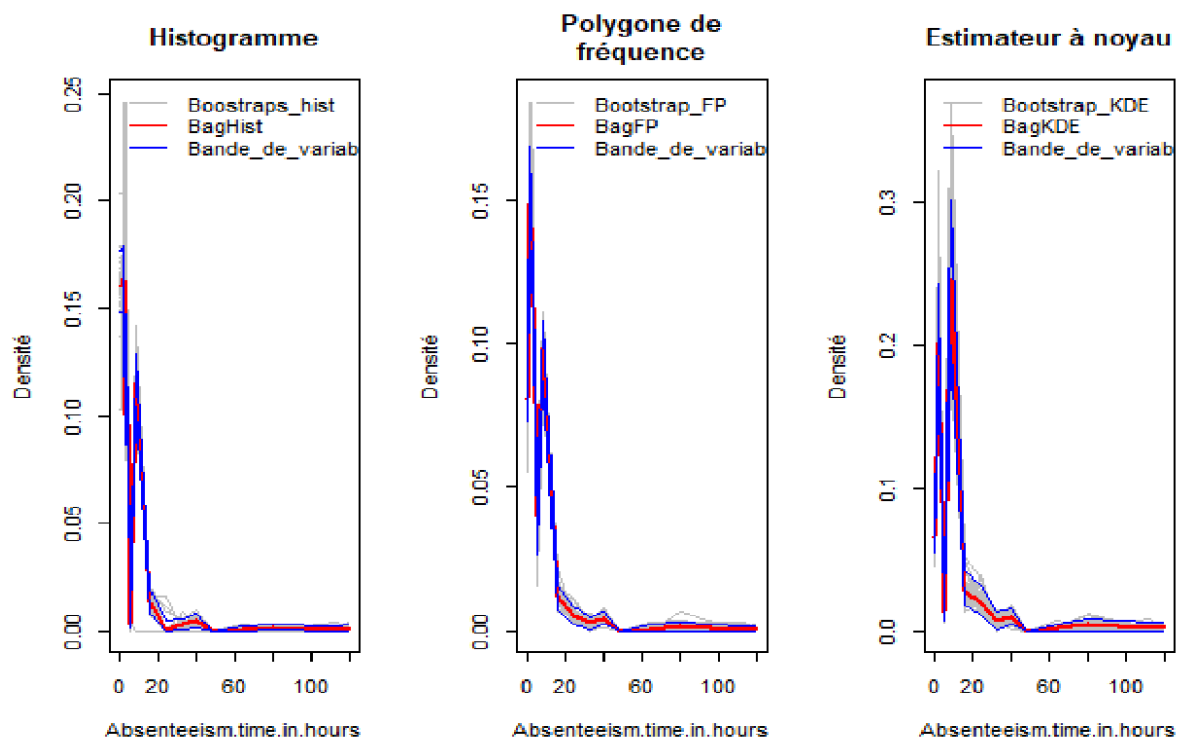 Histogramme
0.00 0.05 0.10 0.15 0.20 0.25
Densité
Boostraps_hist
BagHist
Bande_de_variab
0 20 60 100
Absenteeism.time.in.hours
Polygone de
fréquence
0.00 0.05 0.10 0.15
Densité
Bootstrap_FP
BagFP
Bande_de_variab
0 20 60 100
Absenteeism.time.in.hours
Estimateur à noyau
0.0 0.1 0.2 0.3
Densité
Bootstrap_KDE
BagKDE
Bande_de_variab
0 20 60 100
Absenteeism.time.in.hours